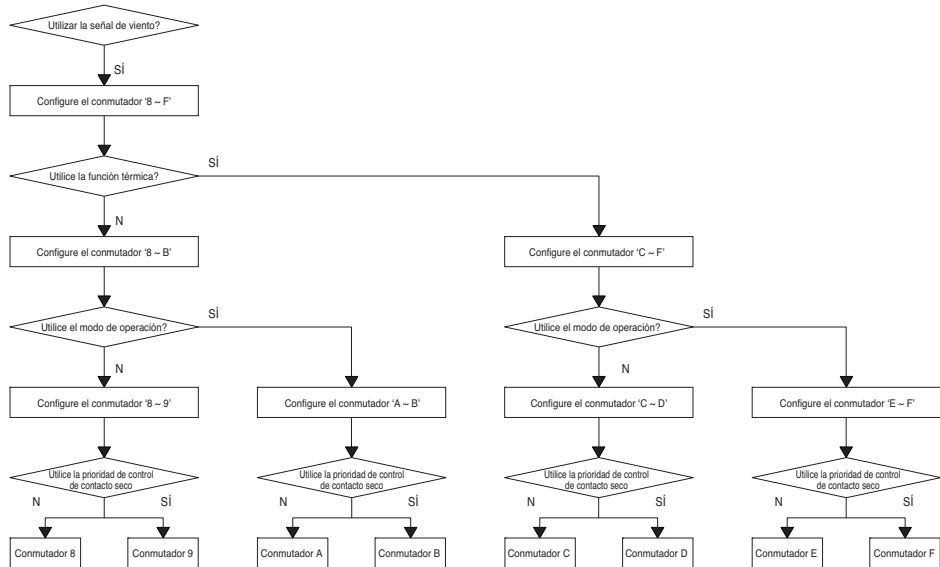 Utilizar la señal de viento?
SÍ
Configure el conmutador ‘8 ~ F’
SÍ
Utilice la función térmica?
N
Configure el conmutador ‘8 ~ B’
Configure el conmutador ‘C ~ F’
SÍ
SÍ
Utilice el modo de operación?
Utilice el modo de operación?
N
N
Configure el conmutador ‘8 ~ 9’
Configure el conmutador ‘A ~ B’
Configure el conmutador ‘C ~ D’
Configure el conmutador ‘E ~ F’
Utilice la prioridad de control
de contacto seco
Utilice la prioridad de control
de contacto seco
Utilice la prioridad de control
de contacto seco
Utilice la prioridad de control
de contacto seco
N
SÍ
N
SÍ
N
SÍ
N
SÍ
Conmutador 8
Conmutador 9
Conmutador A
Conmutador B
Conmutador C
Conmutador D
Conmutador E
Conmutador F